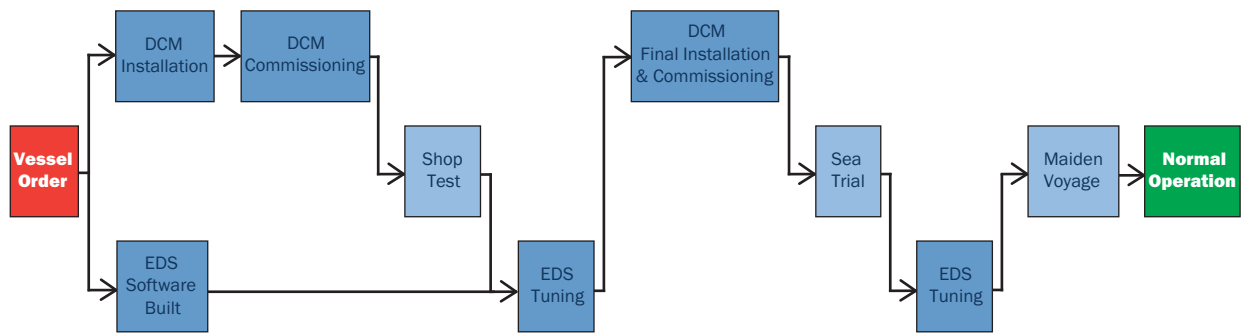 DCM
Installation
DCM
Commissioning
DCM
Final Installation
& Commissioning
Vessel
Order
Shop
Test
Sea
Trial
Maiden
Voyage
Normal
Operation
EDS
Software
Built
EDS
Tuning
EDS
Tuning